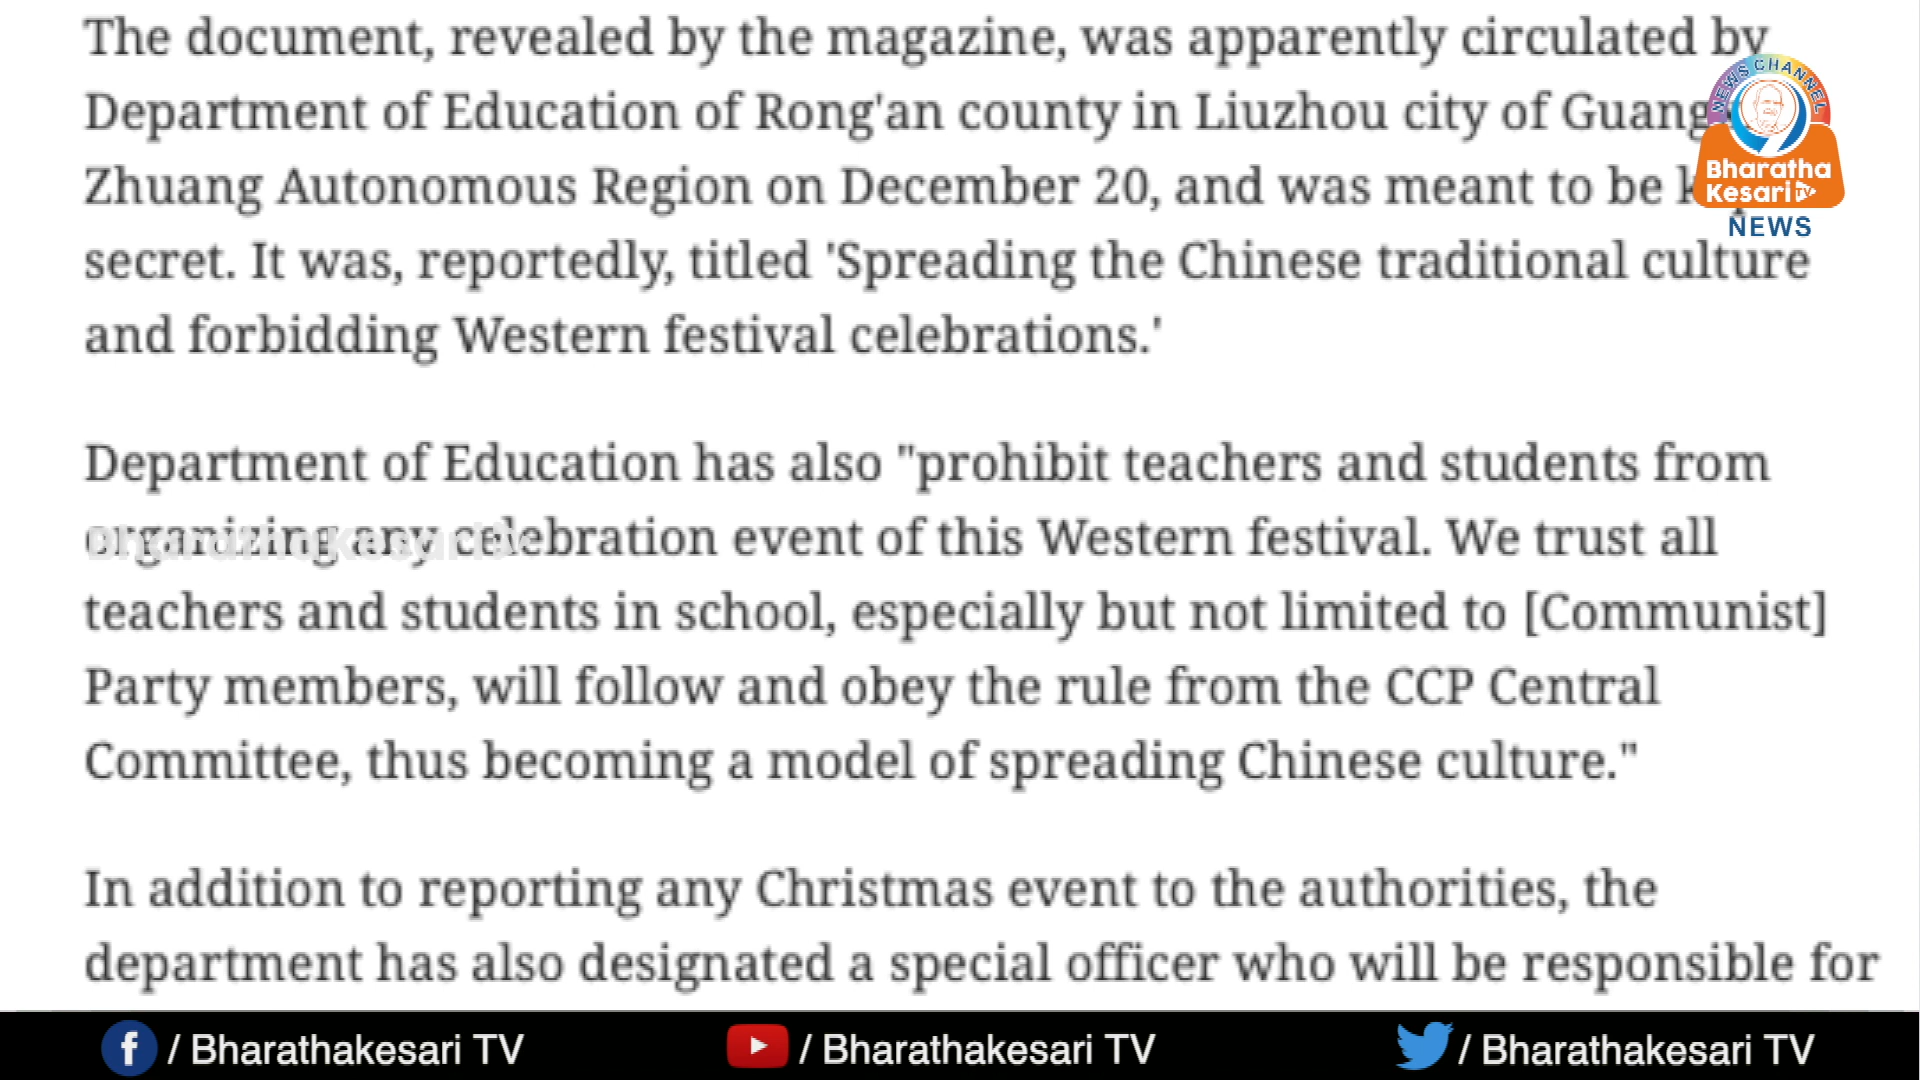 The document, revealed by the magazine, was apparently circulated by
Department of Education of Rong'an county in Liuzhou city of Guang
Zhuang Autonomous Region on December 20, and was meant to be
secret. It was, reportedly, titled 'Spreading the Chinese traditional culture
and forbidding Western festival celebrations.'
Department of Education has also "prohibit teachers and students from
organizing any celebration event of this Western festival. We trust all
teachers and students in school, especially but not limited to [Communist]
Party members, will follow and obey the rule from the CCP Central
Committee, thus becoming a model of spreading Chinese culture."
In addition to reporting any Christmas event to the authorities, the
department has also designated a special officer who will be responsible for
NEWS CHANNEL
Bharatha
Kesari TV
NEWS
Bharathakesari tv
/ Bharathakesari TV
/ Bharathakesari TV
/ Bharathakesari TV